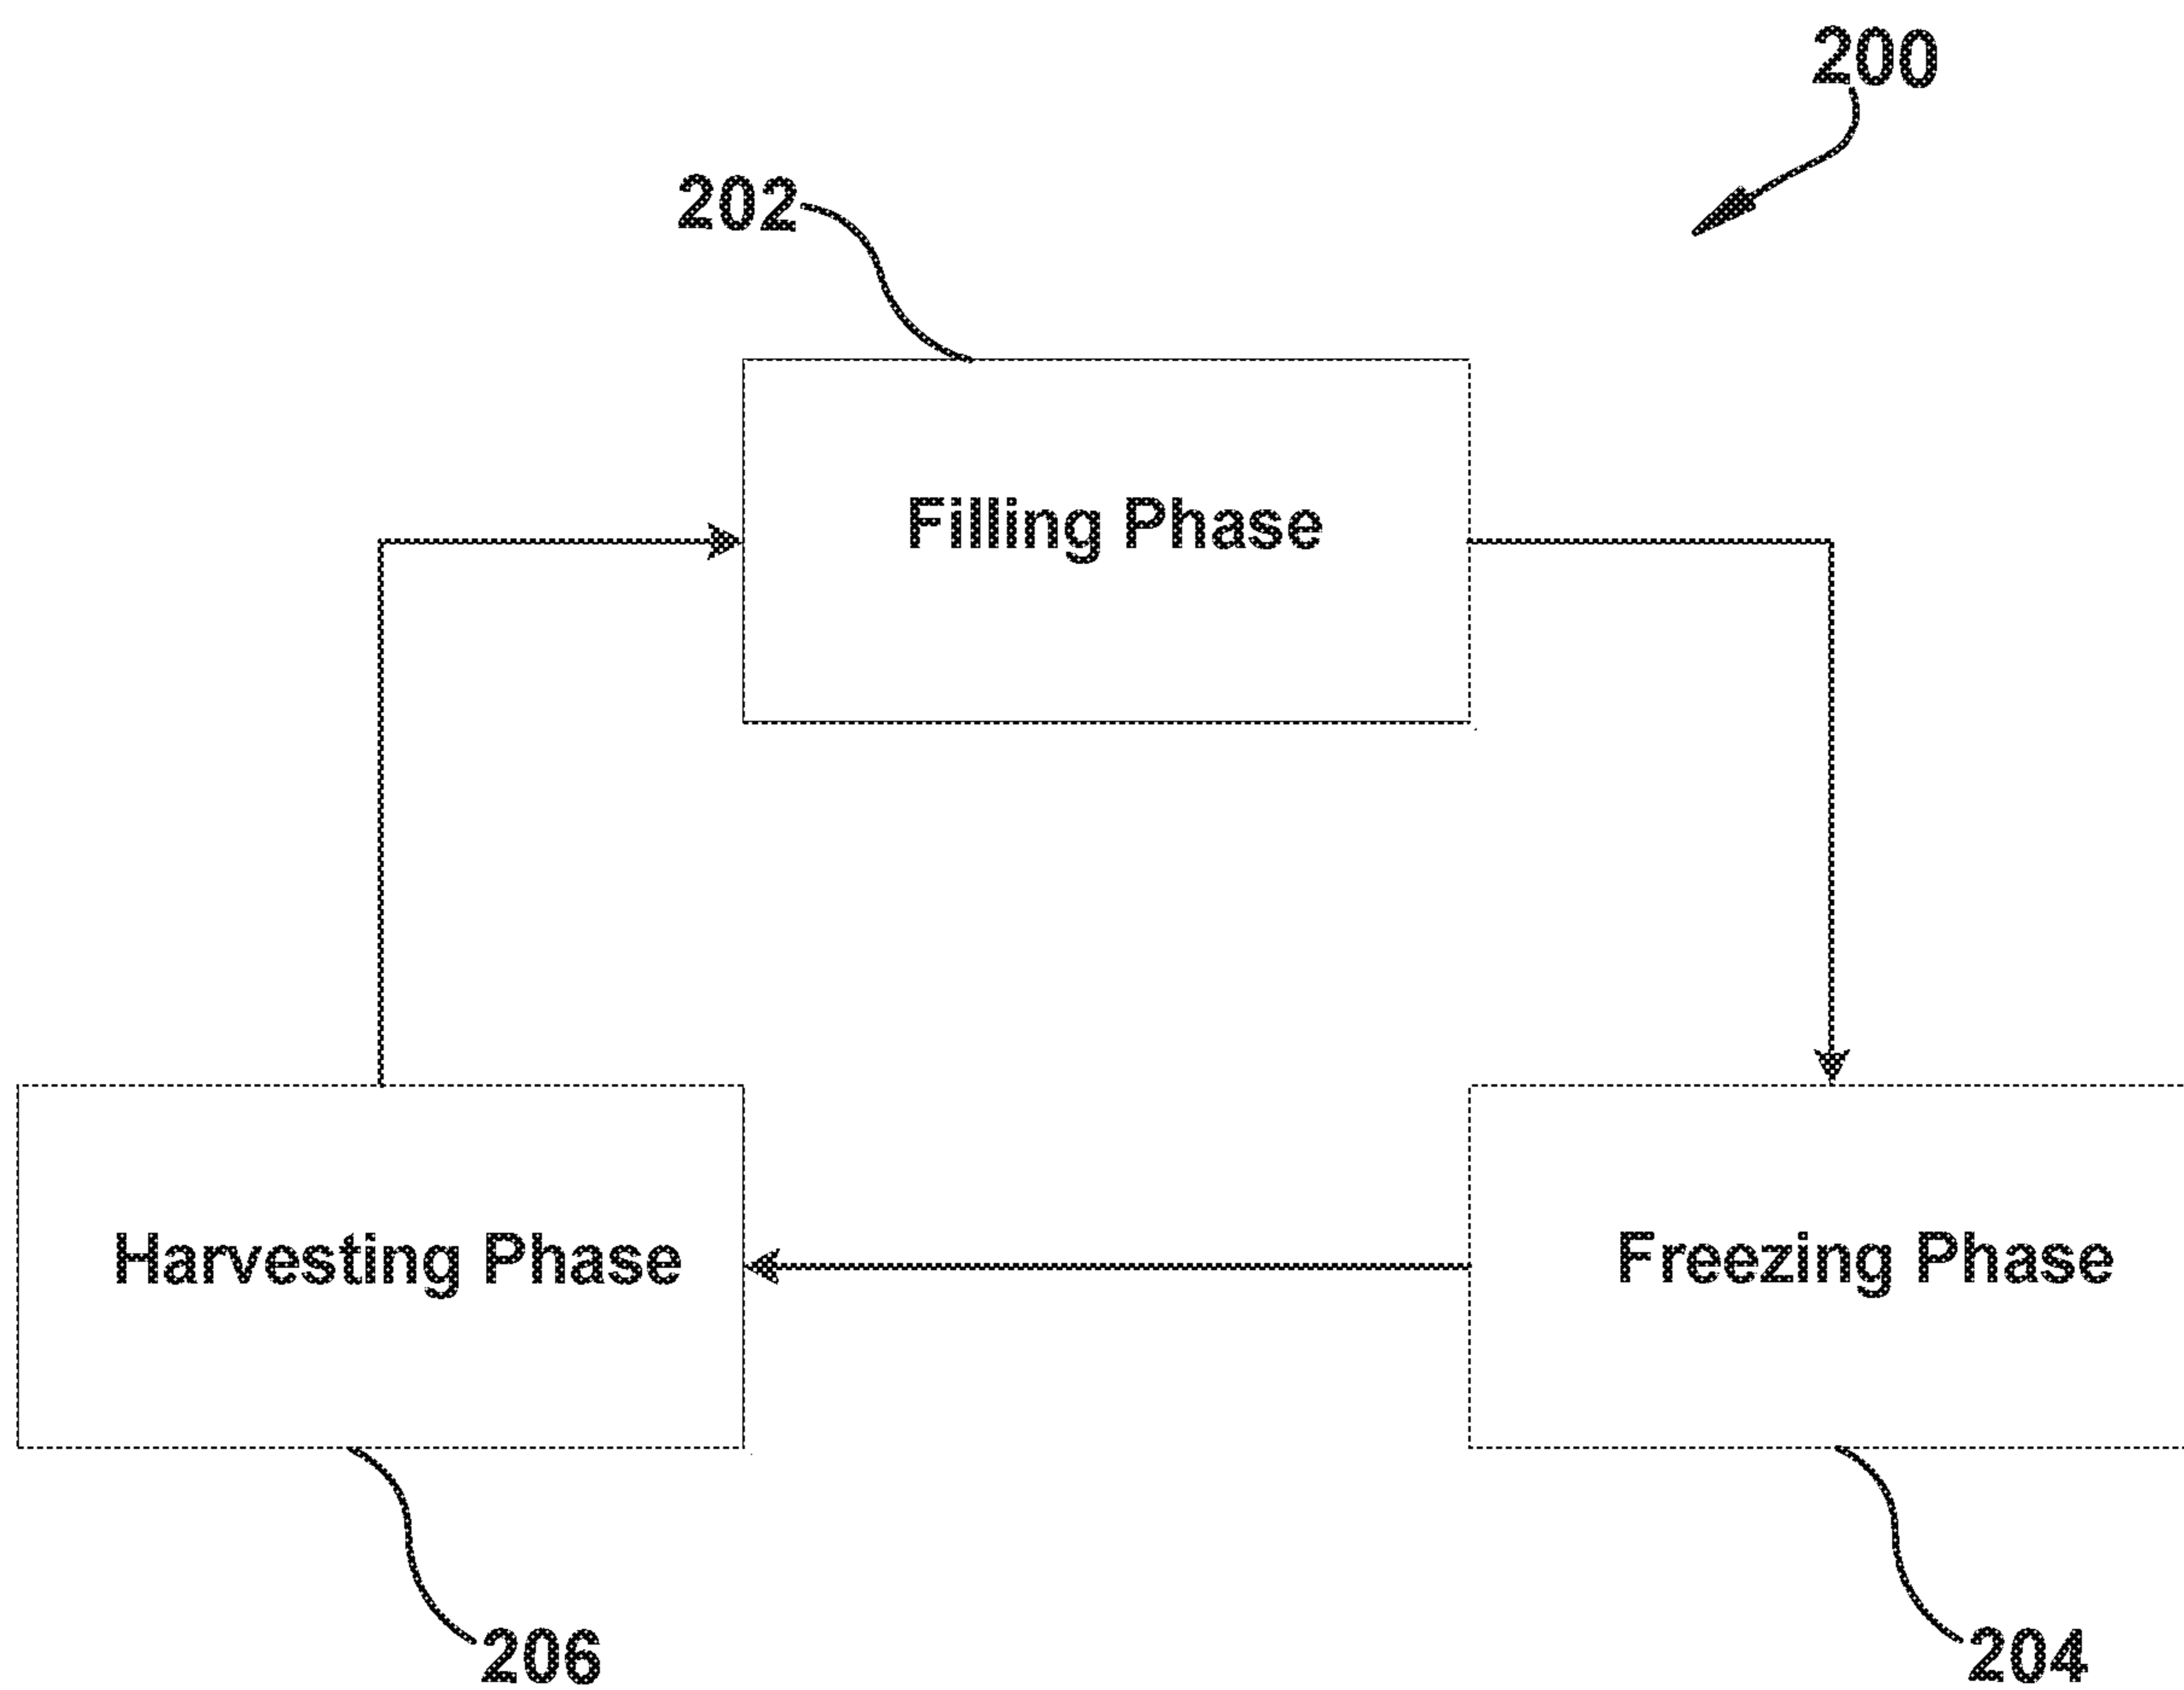 200
202
Filling Phase
Harvesting Phase
Freezing Phase
206
204